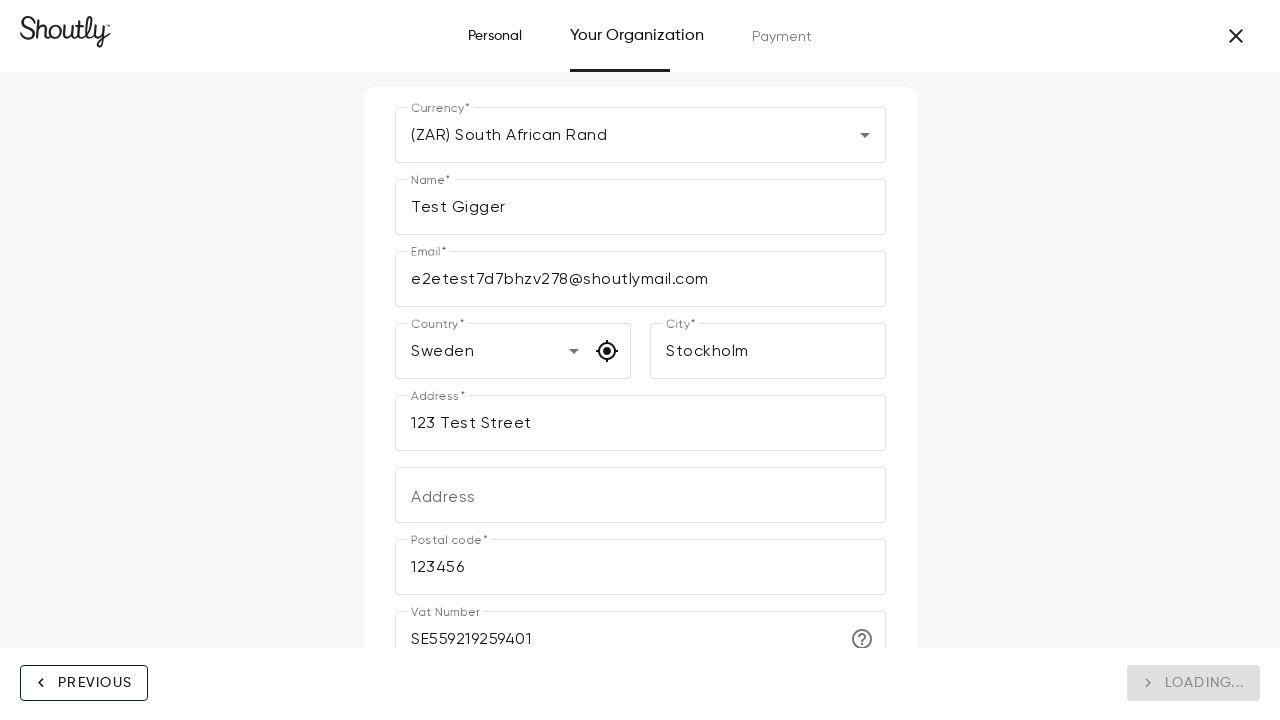 Shoutly™
Personal
Your Organization
Payment
Currency*
(ZAR) South African Rand
Name*
Test Gigger
Email*
e2etest7d7bhzv278@shoutlymail.com
Country*
Sweden
City*
Stockholm
Address*
123 Test Street
Address
Postal code*
123456
Vat Number
SE559219259401
PREVIOUS
LOADING...